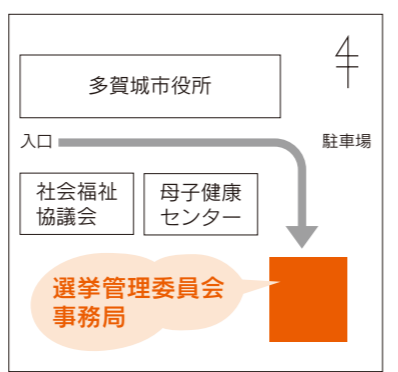 多賀城市役所
入口
駐車場
社会福祉
協議会
母子健康
センター
選挙管理委員会
事務局